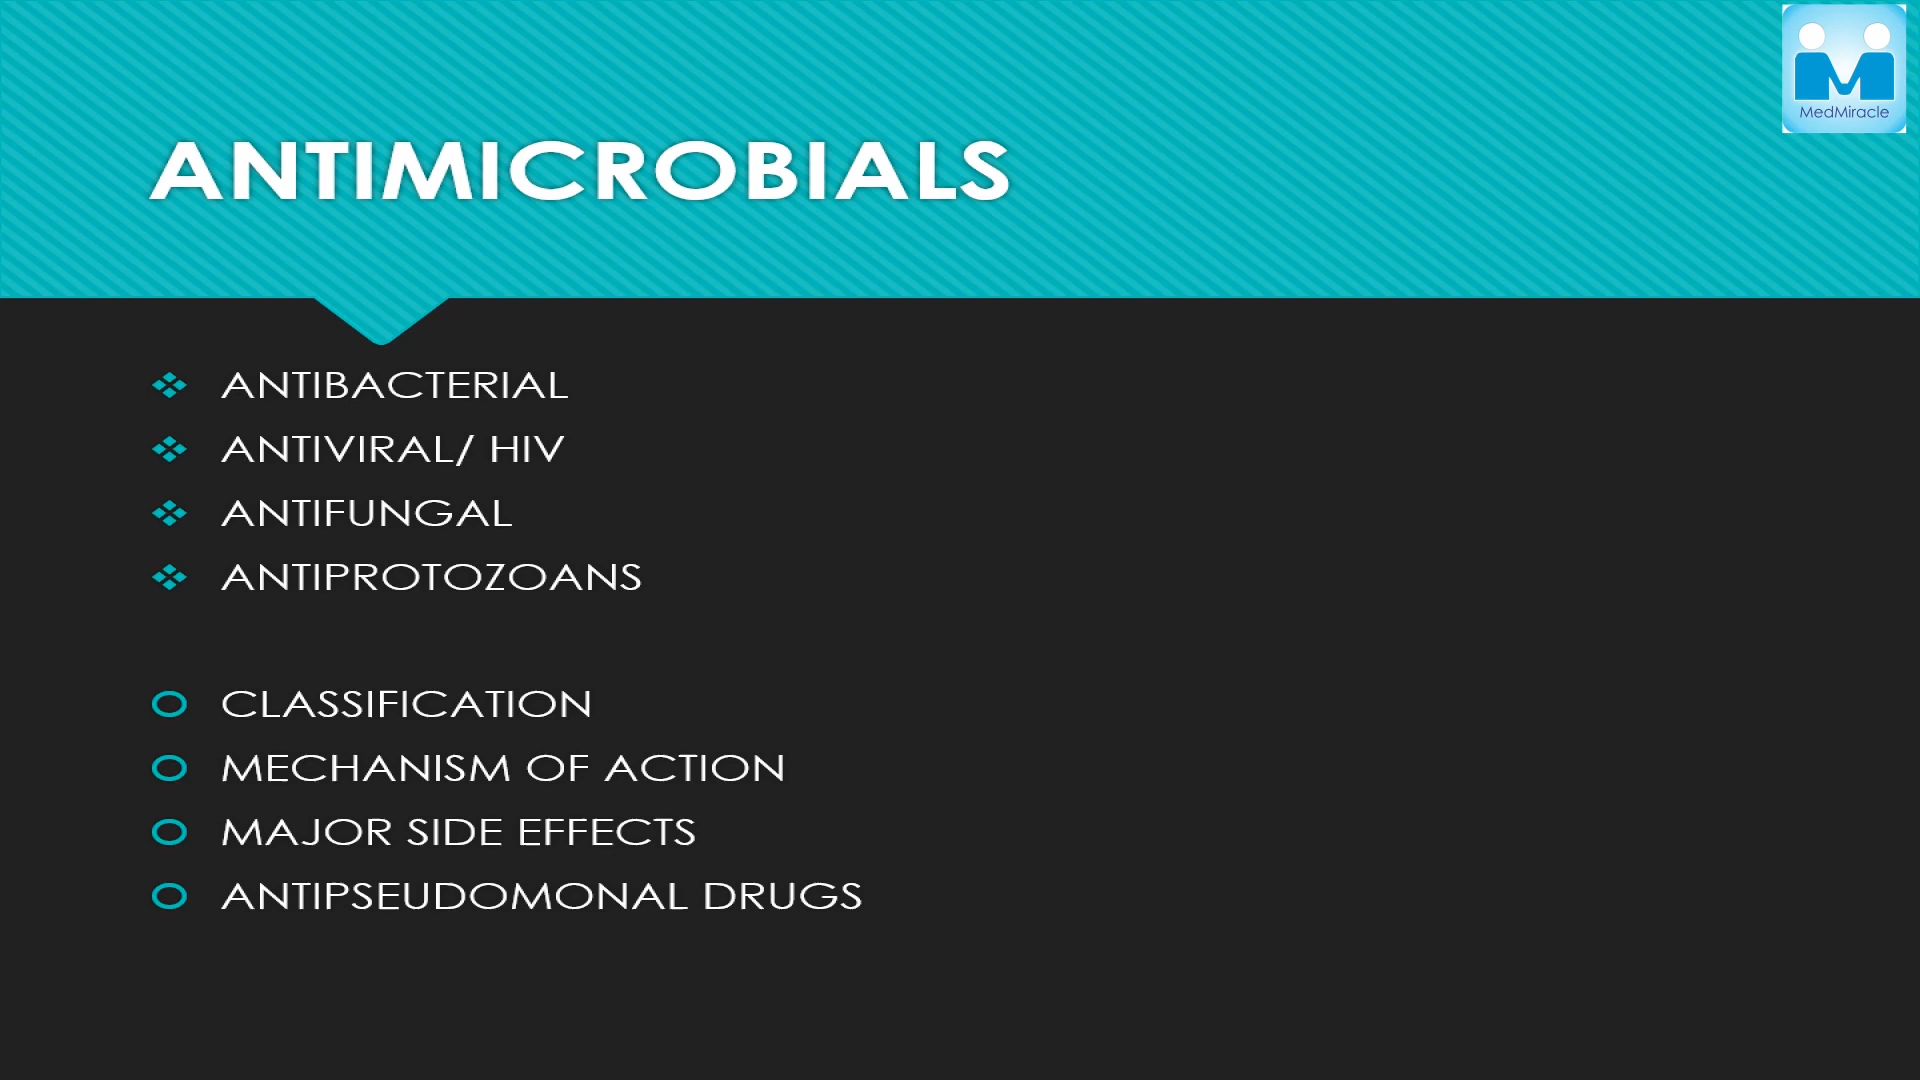 MedMiracle
ANTIMICROBIALS
ANTIBACTERIAL
ANTIVIRAL/ HIV
ANTIFUNGAL
ANTIPROTOZOANS
CLASSIFICATION
MECHANISM OF ACTION
MAJOR SIDE EFFECTS
ANTIPSEUDOMONAL DRUGS